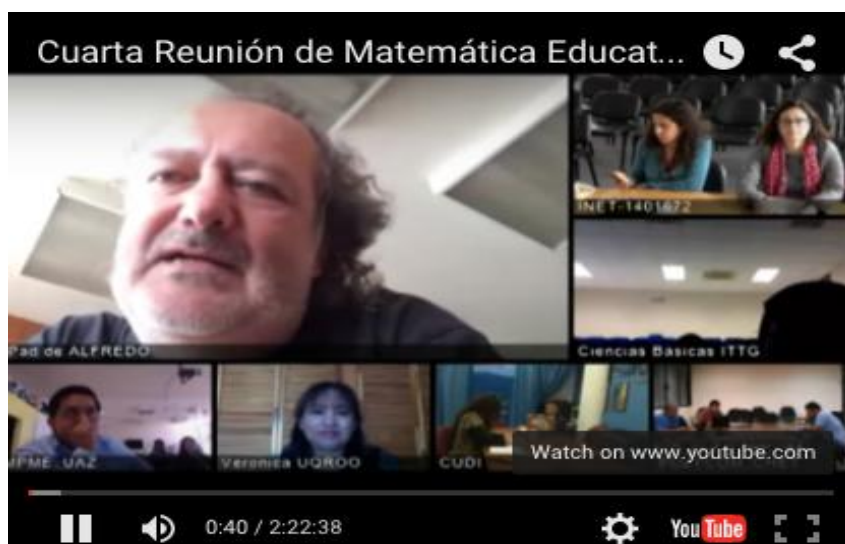 Cuarta Reunión de Matemática Educat...
INET-1401672
Pad de ALFREDO
Ciencias Basicas ITTG
UAZ
Veronica UQROO
CUDI
Watch on www.youtube.com
0:40 / 2:22:38
YouTube